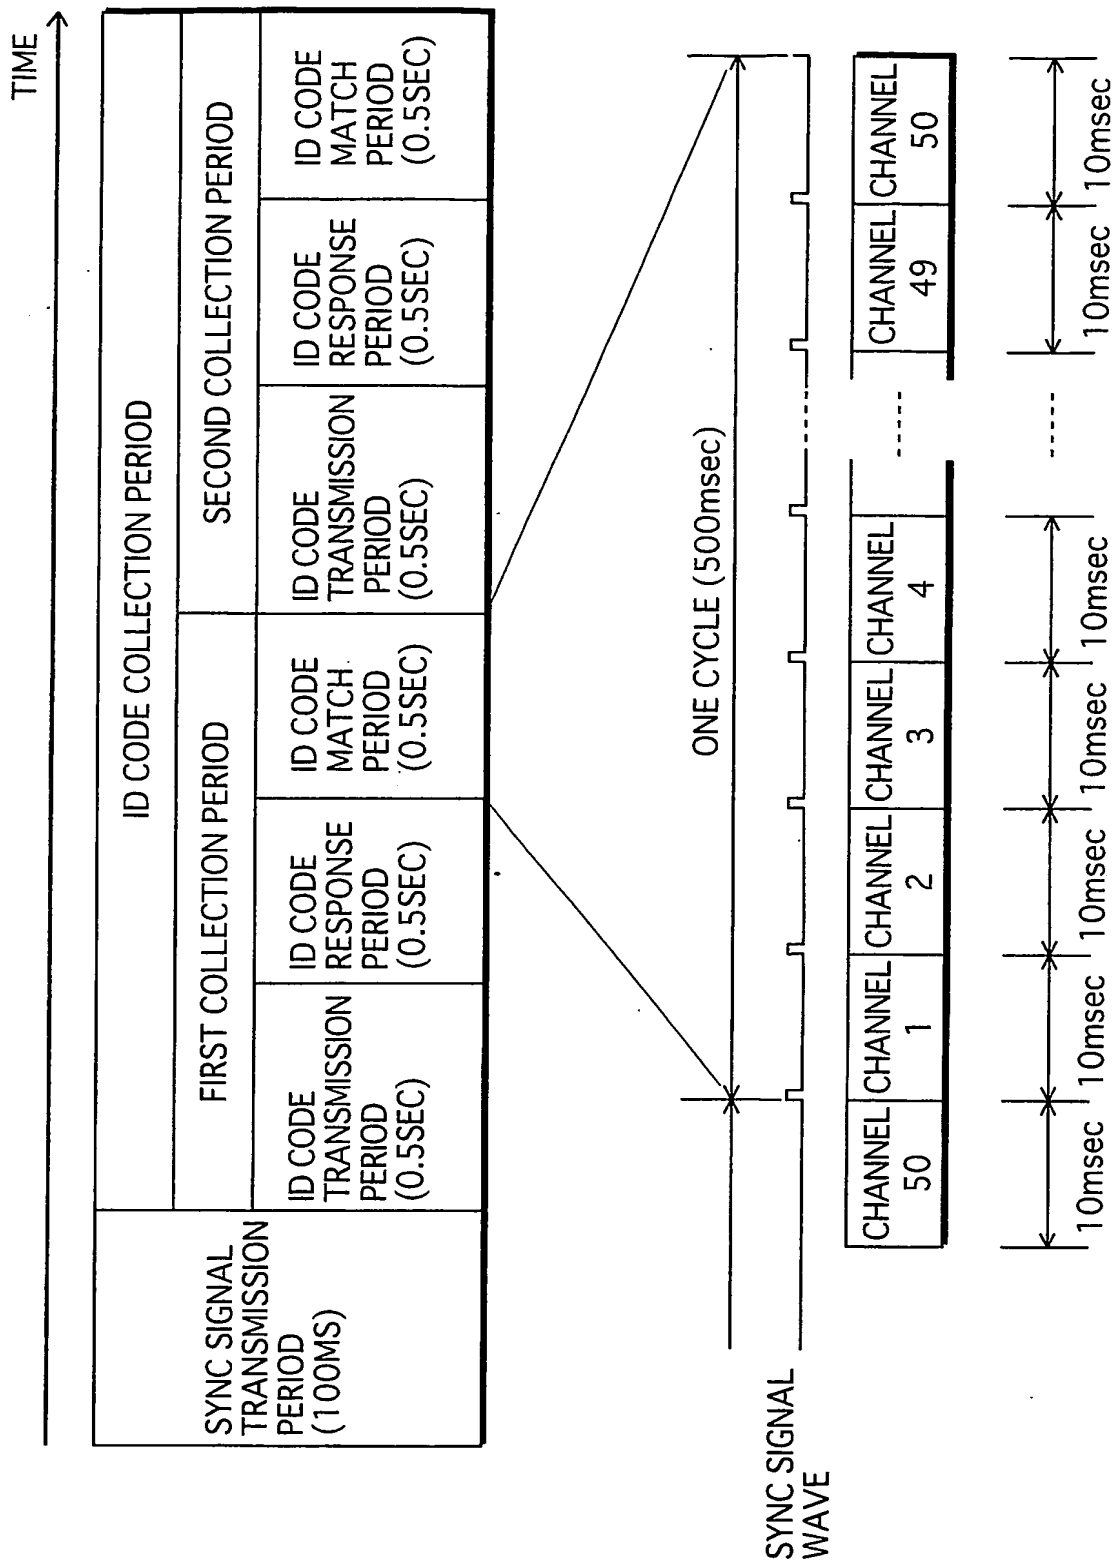 TIME
ID CODE COLLECTION PERIOD
SYNC SIGNAL
TRANSMISSION
PERIOD
(100MS)
FIRST COLLECTION PERIOD
SECOND COLLECTION PERIOD
ID CODE
TRANSMISSION
PERIOD
(0.5SEC)
ID CODE
RESPONSE
PERIOD
(0.5SEC)
ID CODE
MATCH
PERIOD
(0.5SEC)
ID CODE
TRANSMISSION
PERIOD
(0.5SEC)
ID CODE
RESPONSE
PERIOD
(0.5SEC)
ID CODE
MATCH
PERIOD
(0.5SEC)
ONE CYCLE (500msec)
SYNC SIGNAL
WAVE
CHANNEL
50
CHANNEL
1
CHANNEL
2
CHANNEL
3
CHANNEL
4
CHANNEL
49
CHANNEL
50
10msec
10msec
10msec
10msec
10msec
10msec
10msec